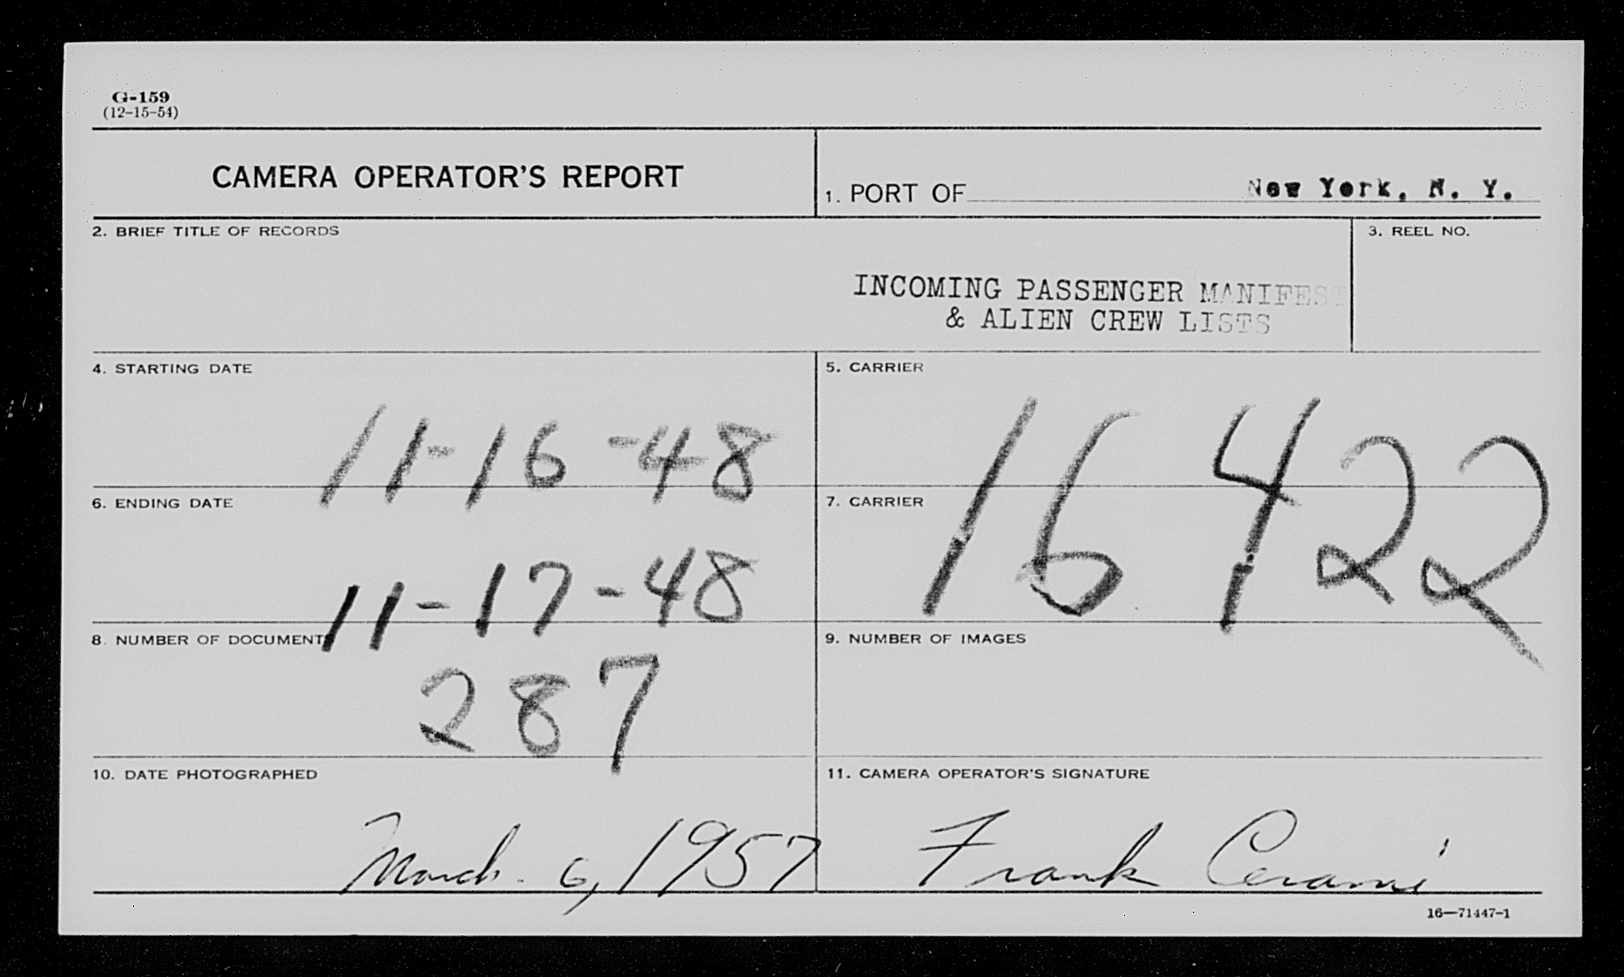 G-159
(12-15-54)
CAMERA OPERATOR'S REPORT
1. PORT OF New York, N. Y.
2. BRIEF TITLE OF RECORDS
3. REEL NO.
INCOMING PASSENGER MANIFEST
& ALIEN CREW LISTS
4. STARTING DATE
11-16-48
5. CARRIER
16422
6. ENDING DATE
11-17-48
7. CARRIER
8. NUMBER OF DOCUMENTS
287
9. NUMBER OF IMAGES
10. DATE PHOTOGRAPHED
March 6, 1957
11. CAMERA OPERATOR'S SIGNATURE
Frank Cerami
16—71447-1